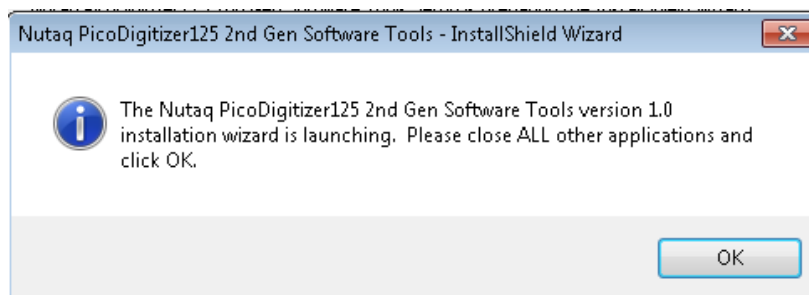 Nutaq PicoDigitizer125 2nd Gen Software Tools - InstallShield Wizard
The Nutaq PicoDigitizer125 2nd Gen Software Tools version 1.0
installation wizard is launching. Please close ALL other applications and
click OK.
OK